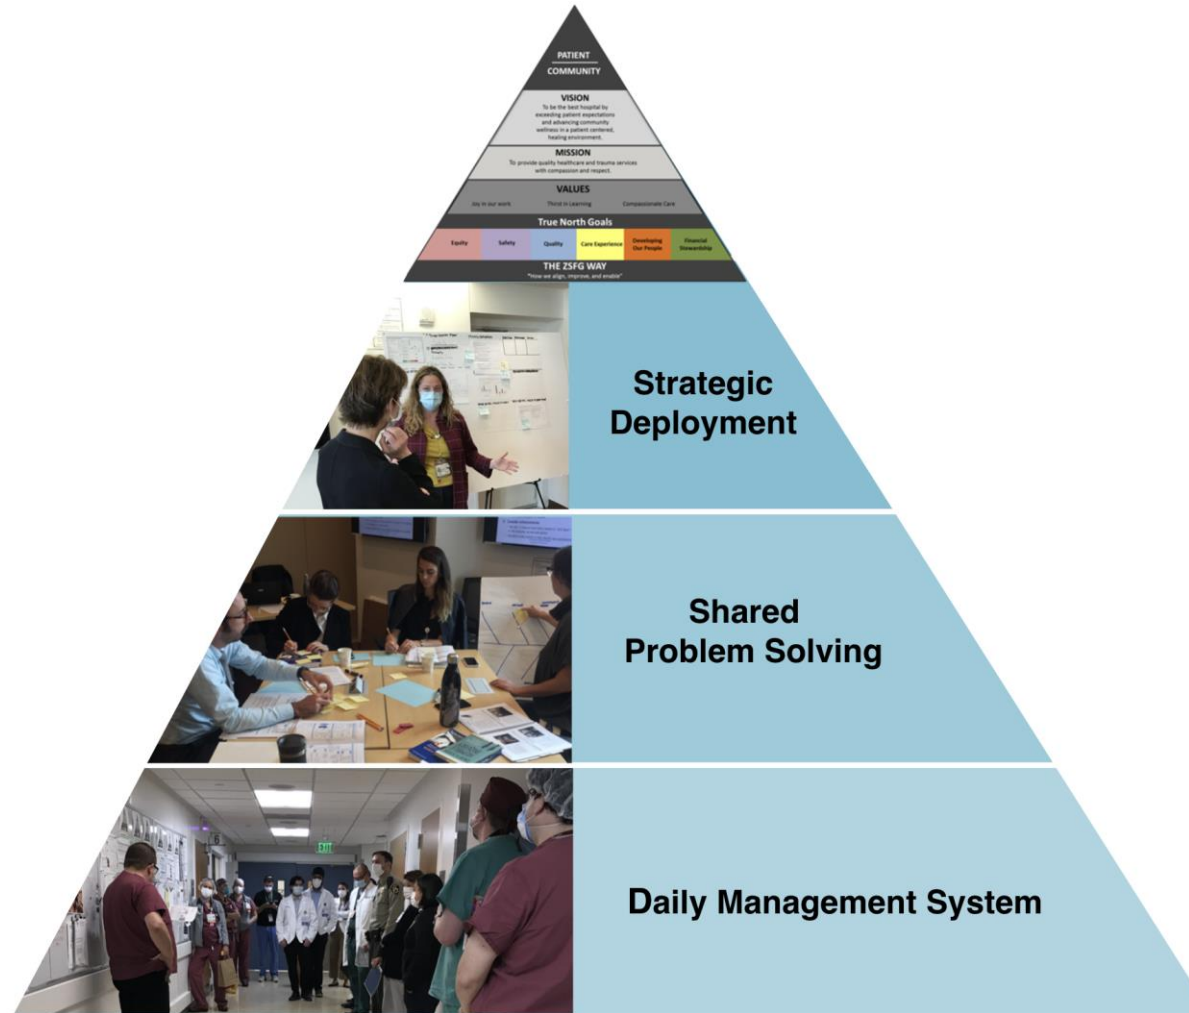 PATIENT
COMMUNITY
VISION
To be the best hospital by
exceeding patient expectations
and advancing community
wellness in a patient centered,
healing environment.
MISSION
To provide quality healthcare and trauma services
with compassion and respect.
VALUES
Joy in our work Thirst in Learning Compassionate Care
True North Goals
Equity Safety Quality Care Experience Developing Our People Financial Stewardship
THE ZSFG WAY
"How we align, improve, and enable"
Strategic
Deployment
Shared
Problem Solving
6
EXIT
Daily Management System